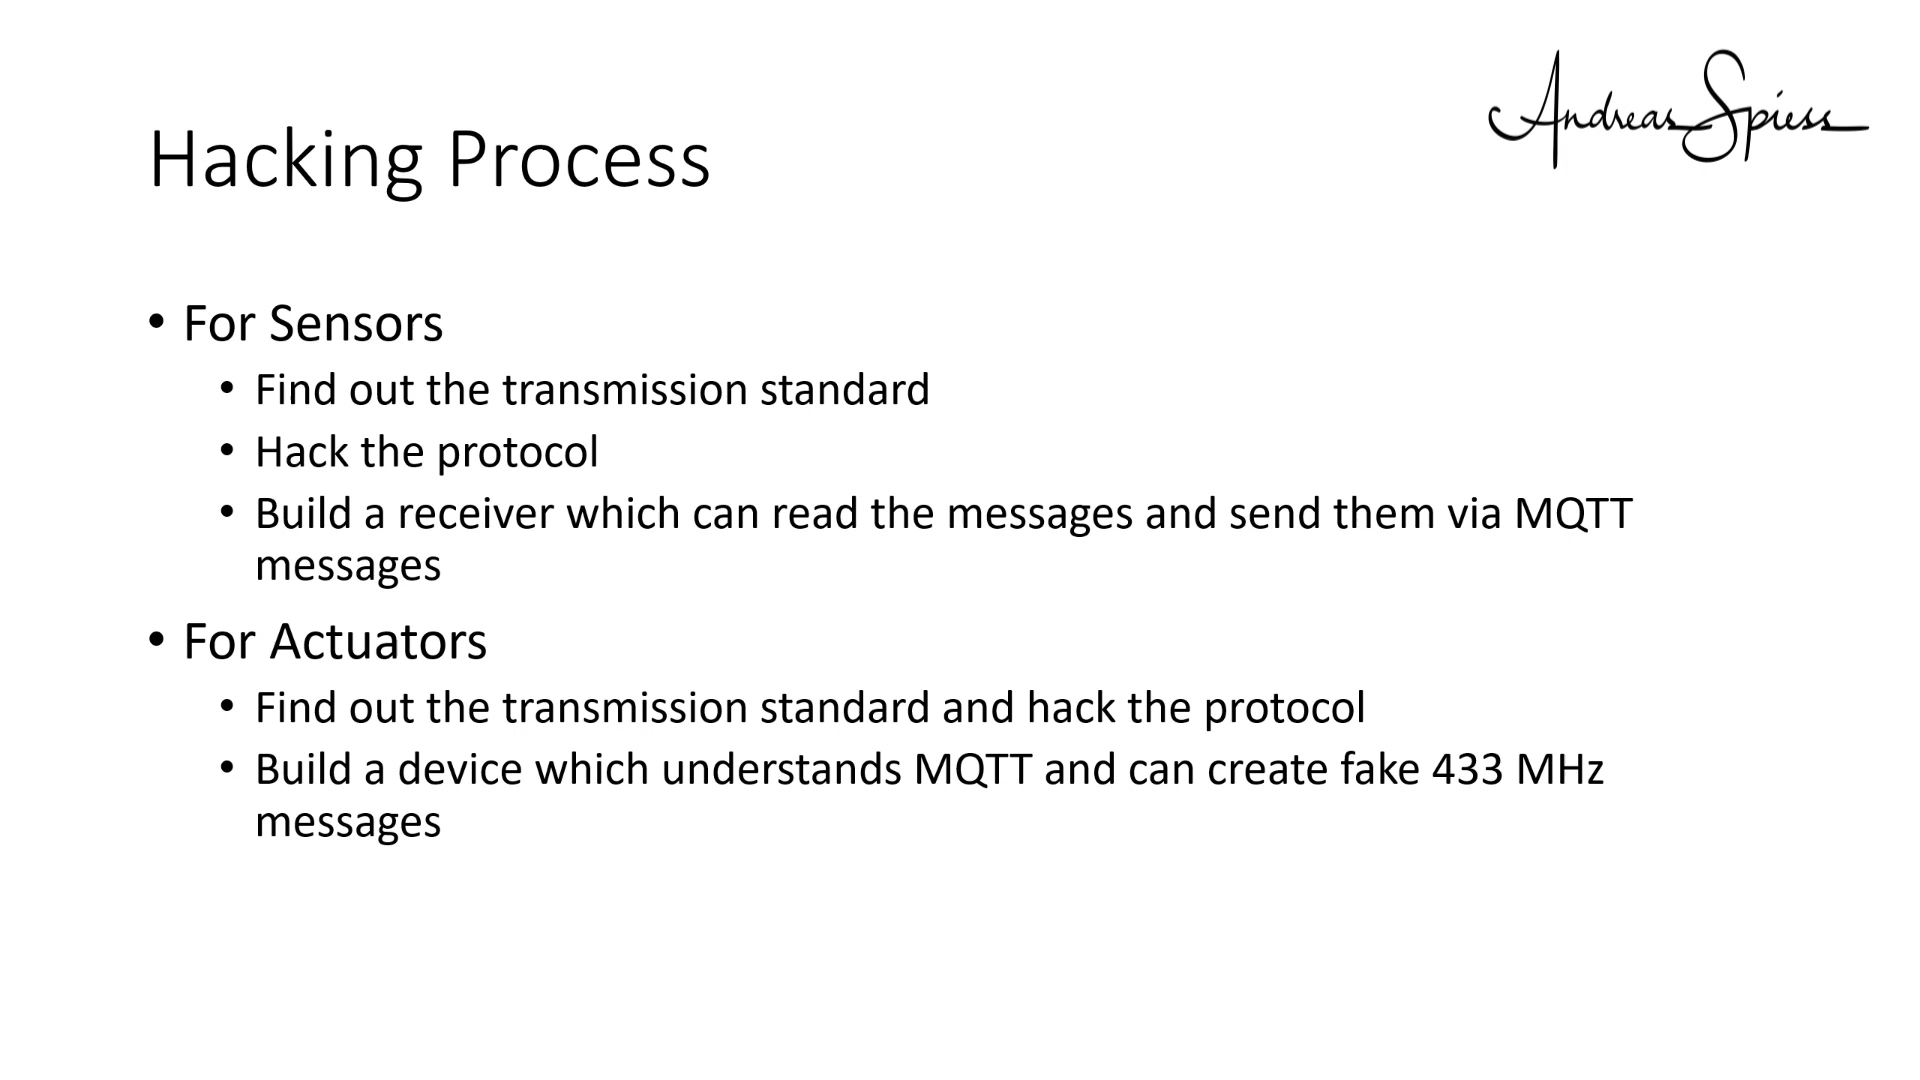 Andreas Spiess
Hacking Process
• For Sensors
• Find out the transmission standard
• Hack the protocol
• Build a receiver which can read the messages and send them via MQTT
messages
• For Actuators
• Find out the transmission standard and hack the protocol
• Build a device which understands MQTT and can create fake 433 MHz
messages